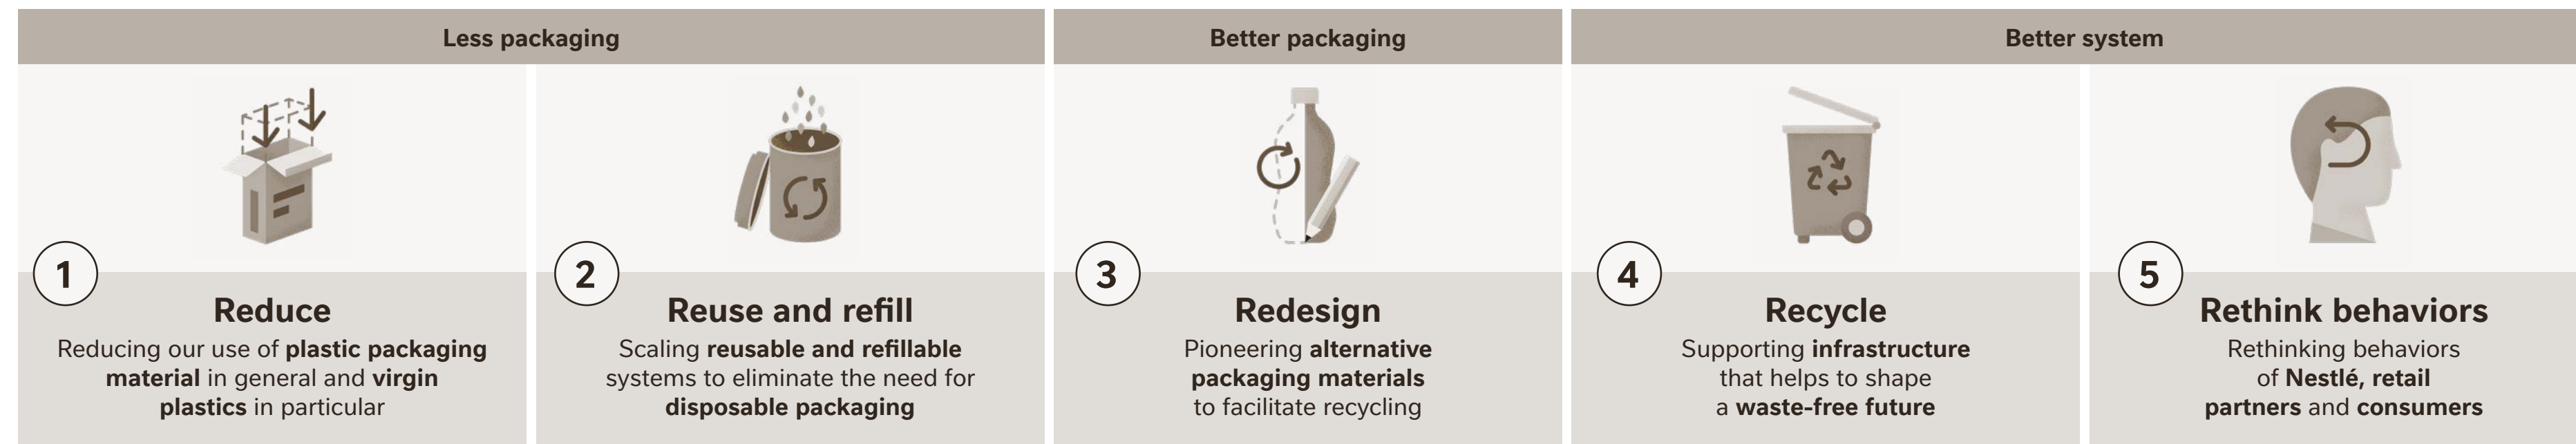 Less packaging
Better packaging
Better system
1
Reduce
Reducing our use of plastic packaging
material in general and virgin
plastics in particular
2
Reuse and refill
Scaling reusable and refillable
systems to eliminate the need for
disposable packaging
3
Redesign
Pioneering alternative
packaging materials
to facilitate recycling
4
Recycle
Supporting infrastructure
that helps to shape
a waste-free future
5
Rethink behaviors
Rethinking behaviors
of Nestlé, retail
partners and consumers